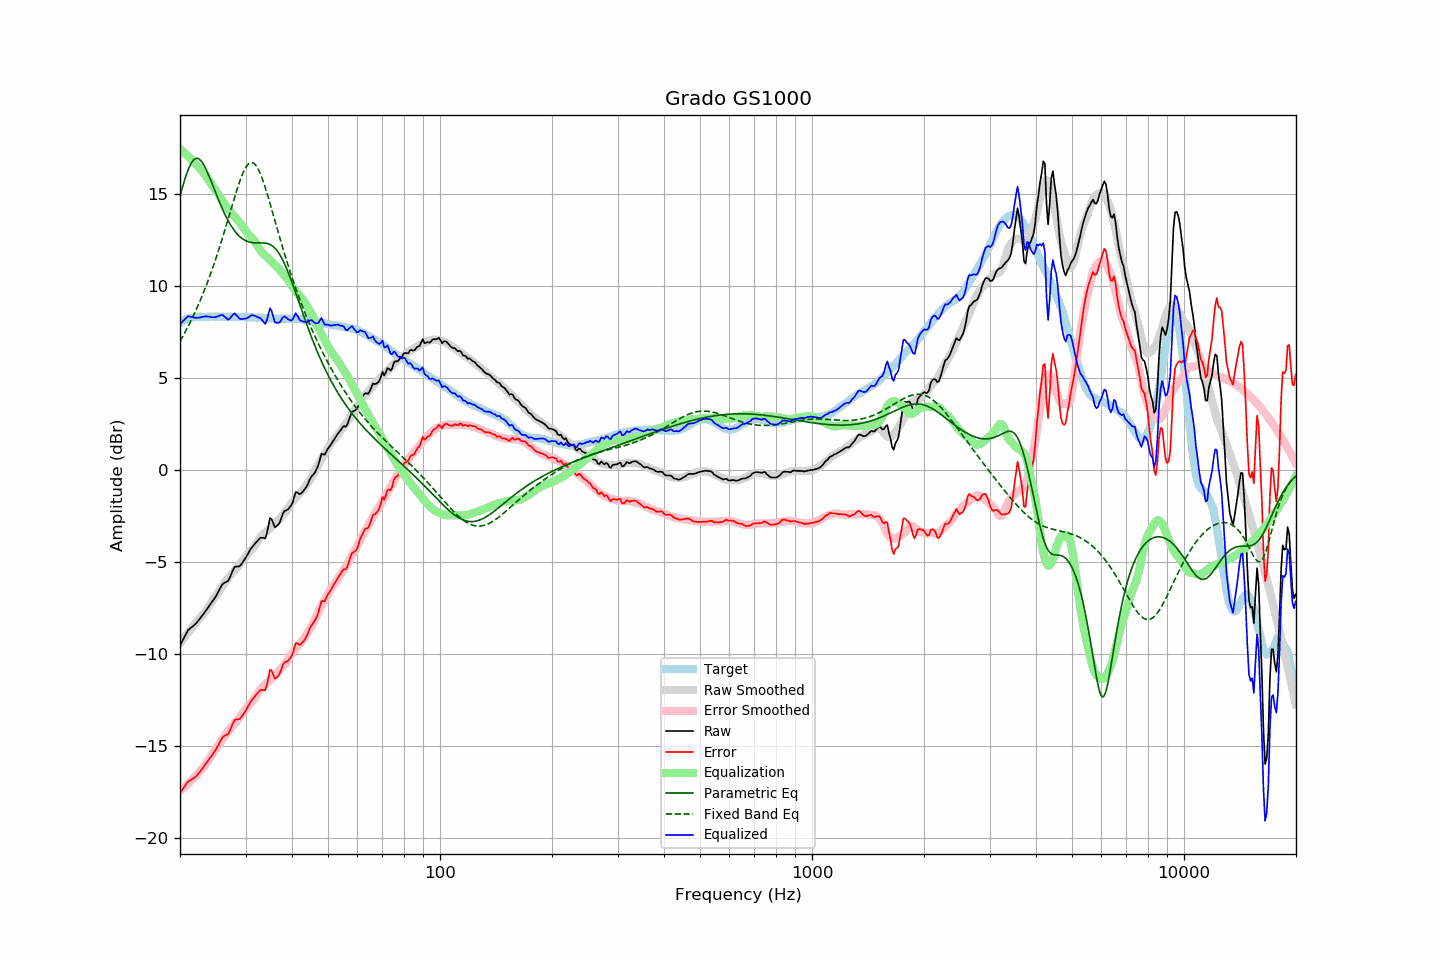 Grado GS1000
Amplitude (dBr)
15
10
5
0
−5
−10
−15
−20
Target
Raw Smoothed
Error Smoothed
Raw
Error
Equalization
Parametric Eq
Fixed Band Eq
Equalized
100
1000
10000
Frequency (Hz)